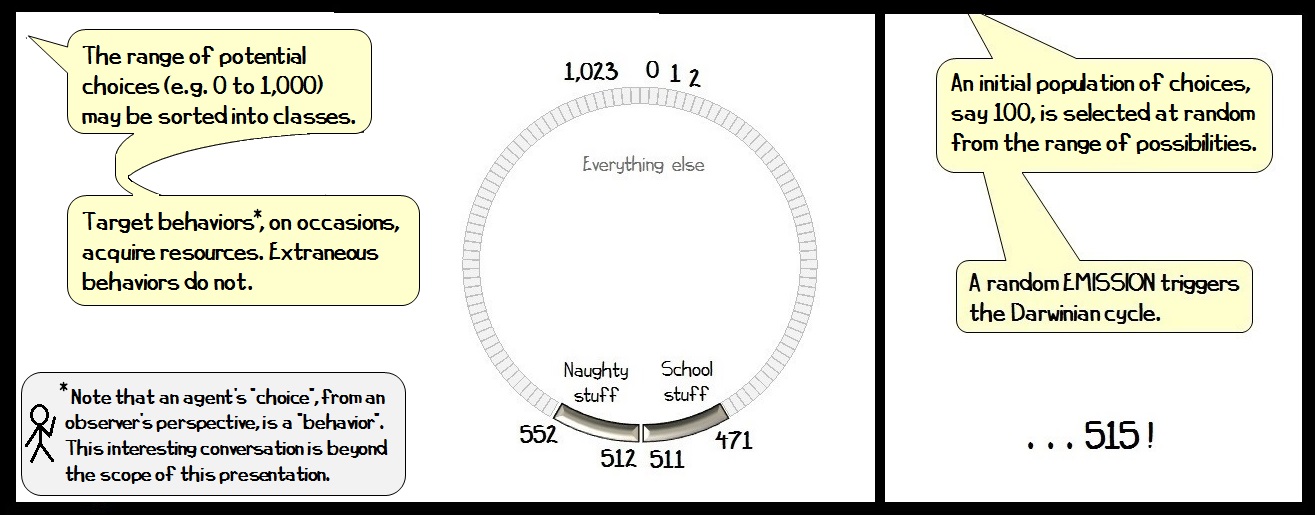 The range of potential
choices (e.g. 0 to 1,000)
may be sorted into classes.
Target behaviors*, on occasions,
acquire resources. Extraneous
behaviors do not.
* Note that an agent's "choice", from an
observer's perspective, is a "behavior".
This interesting conversation is beyond
the scope of this presentation.
1,023 0 1 2
Everything else
Naughty
stuff
School
stuff
552
512
511
471
An initial population of choices,
say 100, is selected at random
from the range of possibilities.
A random EMISSION triggers
the Darwinian cycle.
. . . 515!